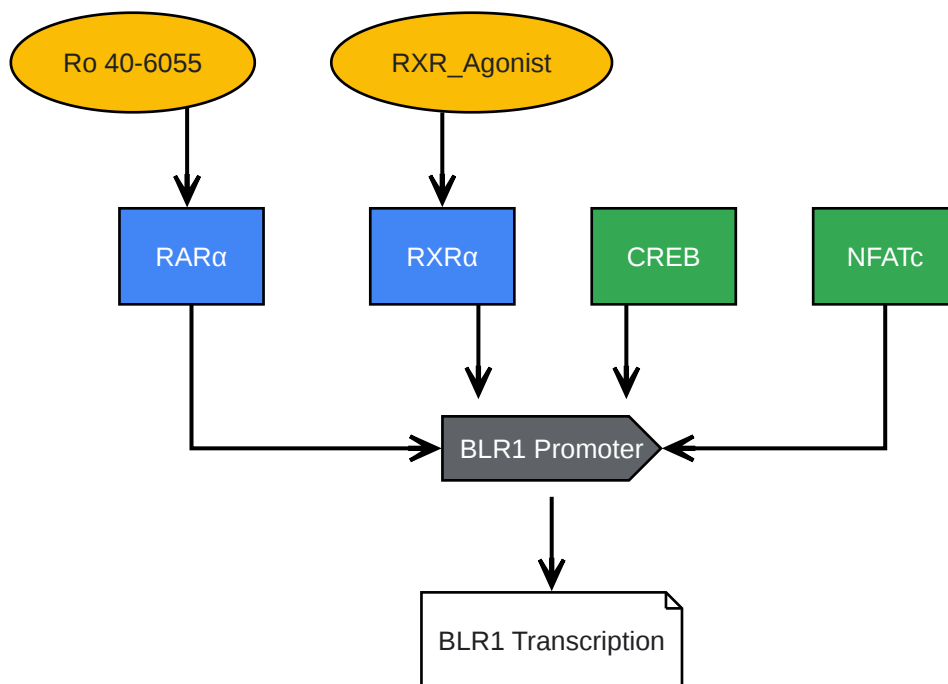 Ro 40-6055
RXR_Agonist
RARα
RXRα
CREB
NFATc
BLR1 Promoter
BLR1 Transcription